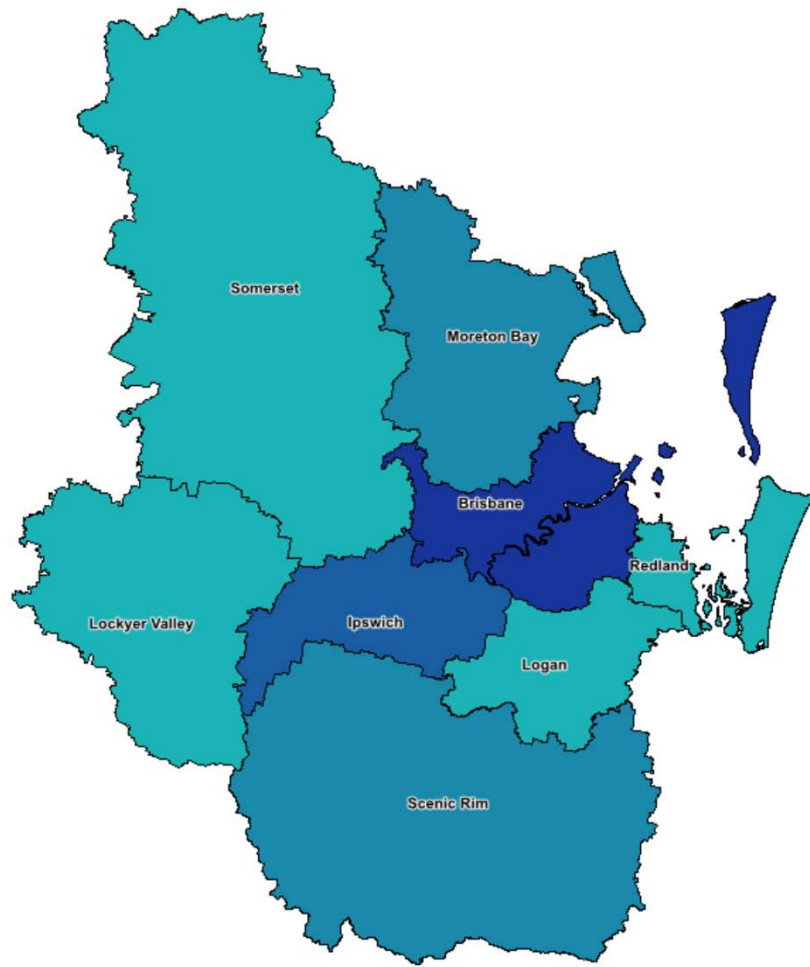 Somerset
Moreton Bay
Brisbane
Redland
Lockyer Valley
Ipswich
Logan
Scenic Rim